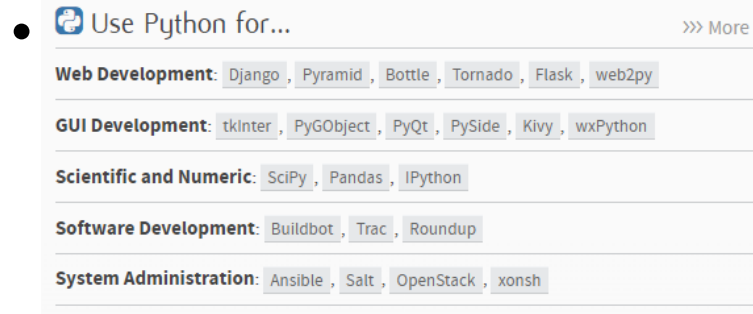 Use Python for...
>>> More
Web Development: Django , Pyramid , Bottle , Tornado , Flask , web2py
GUI Development: tkInter , PyGObject , PyQt , PySide , Kivy , wxPython
Scientific and Numeric: SciPy , Pandas , IPython
Software Development: Buildbot , Trac , Roundup
System Administration: Ansible , Salt , OpenStack , xonsh